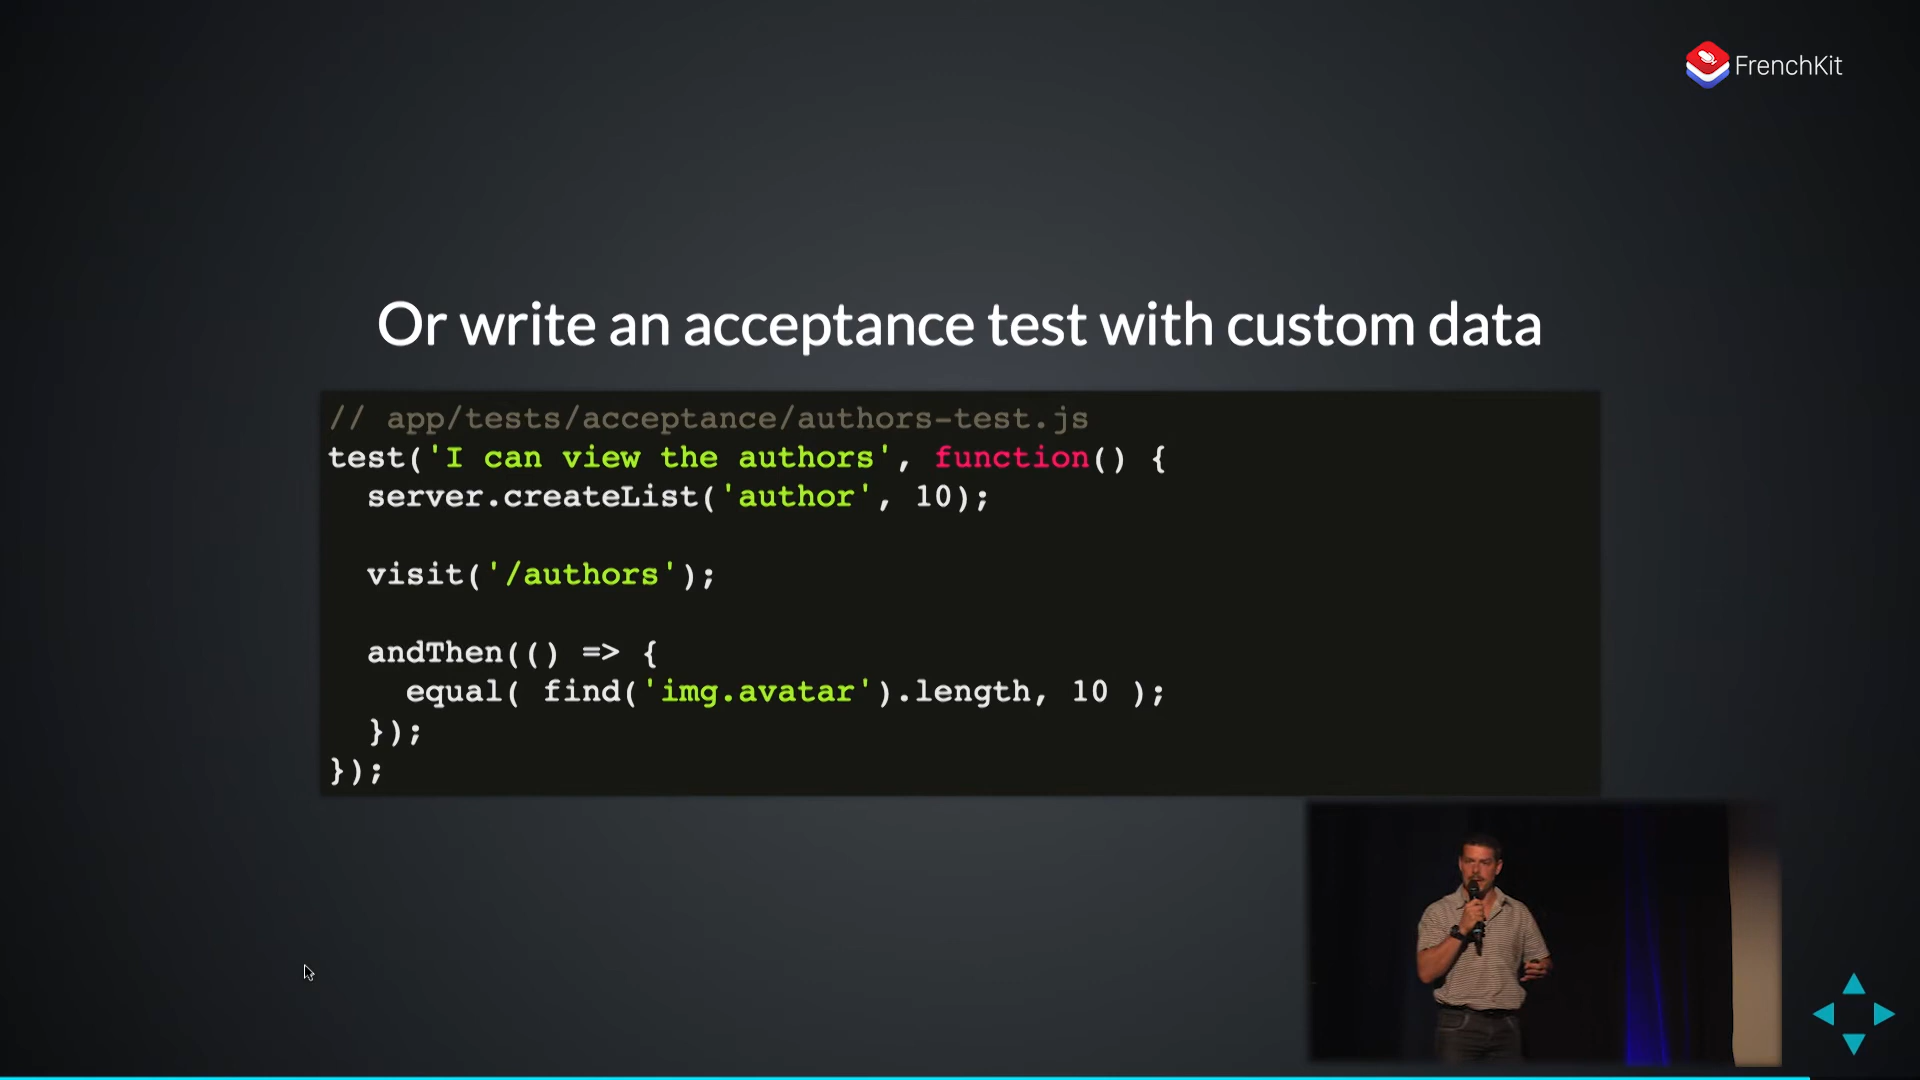 FrenchKit
Or write an acceptance test with custom data
// app/tests/acceptance/authors-test.js
test('I can view the authors', function() {
  server.createList('author', 10);
  visit('/authors');
  andThen(() => {
    equal( find('img.avatar').length, 10 );
  });
});